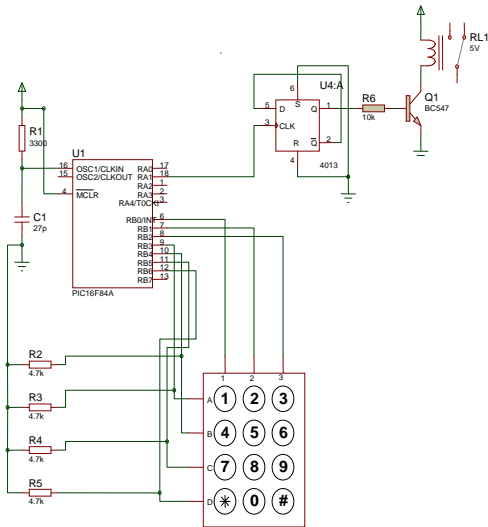 RL1
5V
U4:A
6
S
5
D
Q
1
3
CLK
Q
2
R
4
4013
R6
10k
Q1
BC547
R1
3300
U1
16
OSC1/CLKIN
RA0
17
15
OSC2/CLKOUT
RA1
18
RA2
1
4
MCLR
RA3
2
RA4/T0CKI
3
RB0/INT
6
RB1
7
RB2
8
RB3
9
RB4
10
RB5
11
RB6
12
RB7
13
PIC16F84A
C1
27p
R2
4.7k
R3
4.7k
R4
4.7k
R5
4.7k
1 2 3
A 1 2 3
B 4 5 6
C 7 8 9
D * 0 #